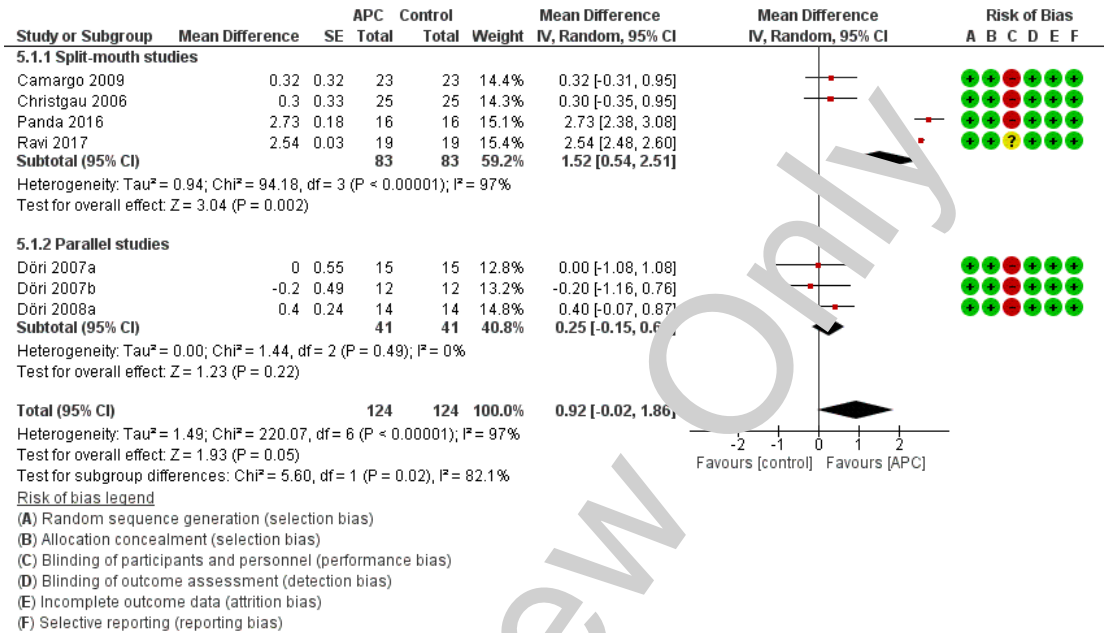 APC Control Mean Difference Mean Difference Risk of Bias
Study or Subgroup Mean Difference SE Total Total Weight IV, Random, 95% CI IV, Random, 95% CI A B C D E F
5.1.1 Split-mouth studies
Camargo 2009 0.32 0.32 23 23 14.4% 0.32 [-0.31, 0.95] + + - + + +
Christgau 2006 0.3 0.33 25 25 14.3% 0.30 [-0.35, 0.95] + + - + + +
Panda 2016 2.73 0.18 16 16 15.1% 2.73 [2.38, 3.08] + + - + + +
Ravi 2017 2.54 0.03 19 19 15.4% 2.54 [2.48, 2.60] + + ? + + +
Subtotal (95% CI) 83 83 59.2% 1.52 [0.54, 2.51]
Heterogeneity: Tau² = 0.94; Chi² = 94.18, df = 3 (P < 0.00001); I² = 97%
Test for overall effect: Z = 3.04 (P = 0.002)
5.1.2 Parallel studies
Döri 2007a 0 0.55 15 15 12.8% 0.00 [-1.08, 1.08] + + - + + +
Döri 2007b -0.2 0.49 12 12 13.2% -0.20 [-1.16, 0.76] + + - + + +
Döri 2008a 0.4 0.24 14 14 14.8% 0.40 [-0.07, 0.87] + + - + + +
Subtotal (95% CI) 41 41 40.8% 0.25 [-0.15,
Heterogeneity: Tau² = 0.00; Chi² = 1.44, df = 2 (P = 0.49); I² = 0%
Test for overall effect: Z = 1.23 (P = 0.22)
Total (95% CI) 124 124 100.0% 0.92 [-0.02, 1.86]
Heterogeneity: Tau² = 1.49; Chi² = 220.07, df = 6 (P < 0.00001); I² = 97%
Test for overall effect: Z = 1.93 (P = 0.05)
Test for subgroup differences: Chi² = 5.60, df = 1 (P = 0.02), I² = 82.1%
-2 -1 0 1 2
Favours [control] Favours [APC]
Risk of bias legend
(A) Random sequence generation (selection bias)
(B) Allocation concealment (selection bias)
(C) Blinding of participants and personnel (performance bias)
(D) Blinding of outcome assessment (detection bias)
(E) Incomplete outcome data (attrition bias)
(F) Selective reporting (reporting bias)
ew Only